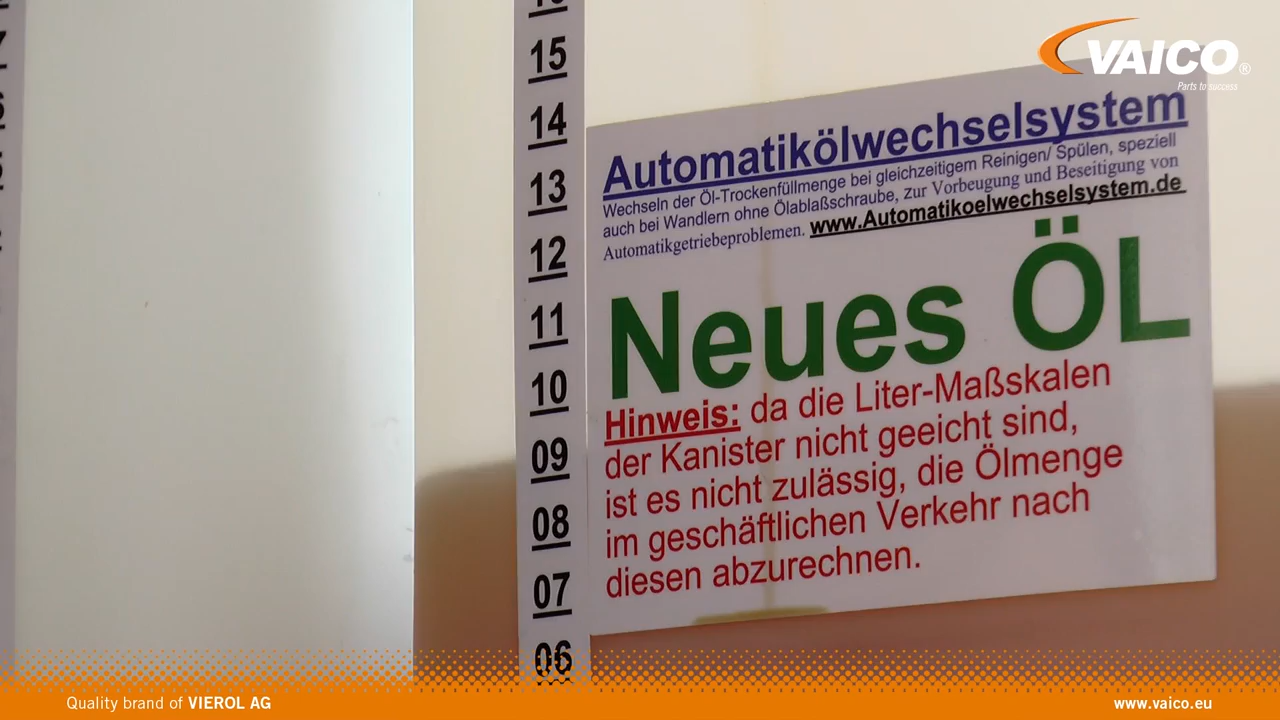 VAICO®
Parts to success
15
14
13
12
11
10
09
08
07
06
Automatikölwechselsystem
Wechseln der Öl-Trockenfüllmenge bei gleichzeitigem Reinigen/ Spülen, speziell
auch bei Wandlern ohne Ölablaßschraube, zur Vorbeugung und Beseitigung von
Automatikgetriebeproblemen. www.Automatikoelwechselsystem.de
Neues ÖL
Hinweis: da die Liter-Maßskalen
der Kanister nicht geeicht sind,
ist es nicht zulässig, die Ölmenge
im geschäftlichen Verkehr nach
diesen abzurechnen.
Quality brand of VIEROL AG
www.vaico.eu